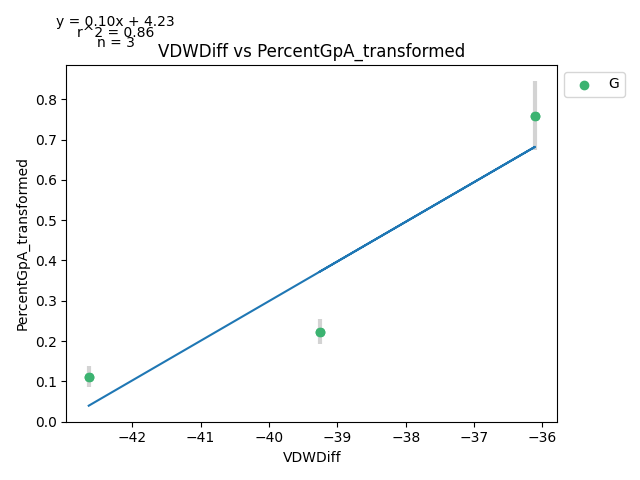 y = 0.10x + 4.23
r^2 = 0.86
n = 3
VDWDiff vs PercentGpA_transformed
G
PercentGpA_transformed
0.8
0.7
0.6
0.5
0.4
0.3
0.2
0.1
0.0
−42
−41
−40
−39
−38
−37
−36
VDWDiff